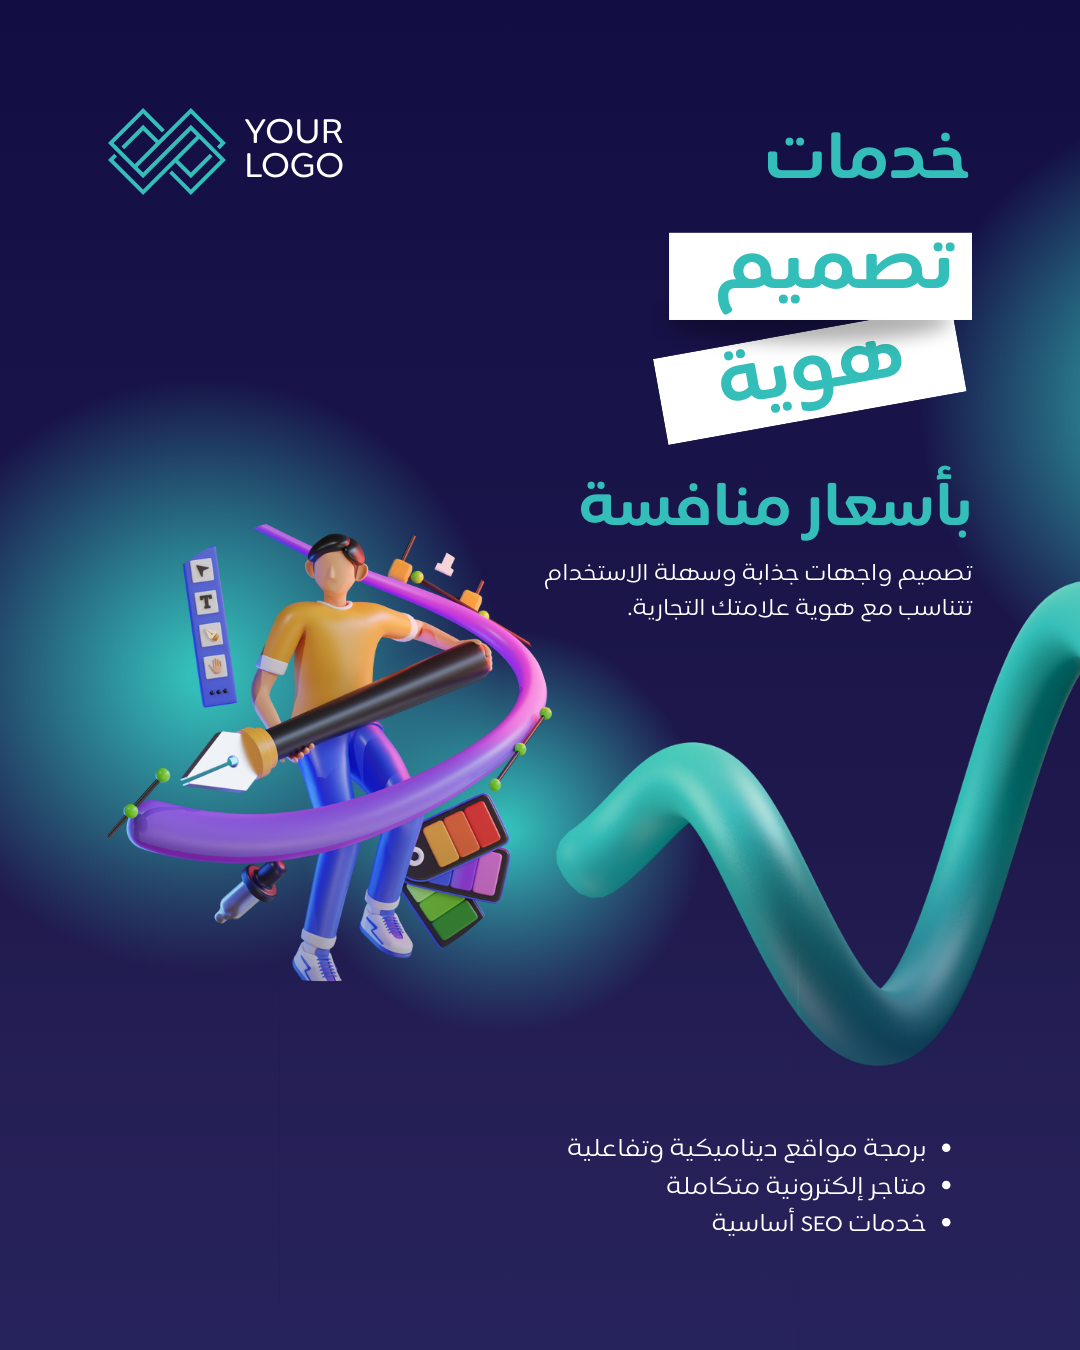 YOUR
LOGO
خدمات
تصميم
هوية
بأسعار منافسة
تصميم واجهات جذابة وسهلة الاستخدام
تتناسب مع هوية علامتك التجارية.
T
• برمجة مواقع ديناميكية وتفاعلية
• متاجر إلكترونية متكاملة
• خدمات SEO أساسية